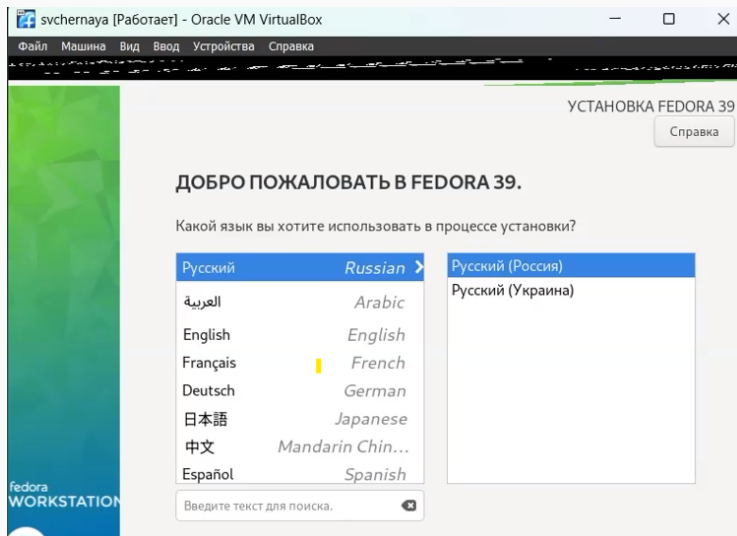 svchernaya [Работает] - Oracle VM VirtualBox
Файл Машина Вид Ввод Устройства Справка
УСТАНОВКА FEDORA 39
Справка
ДОБРО ПОЖАЛОВАТЬ В FEDORA 39.
Какой язык вы хотите использовать в процессе установки?
Русский Russian
العربية Arabic
English English
Français French
Deutsch German
日本語 Japanese
中文 Mandarin Chin...
Español Spanish
Введите текст для поиска.
Русский (Россия)
Русский (Украина)
fedora
WORKSTATION